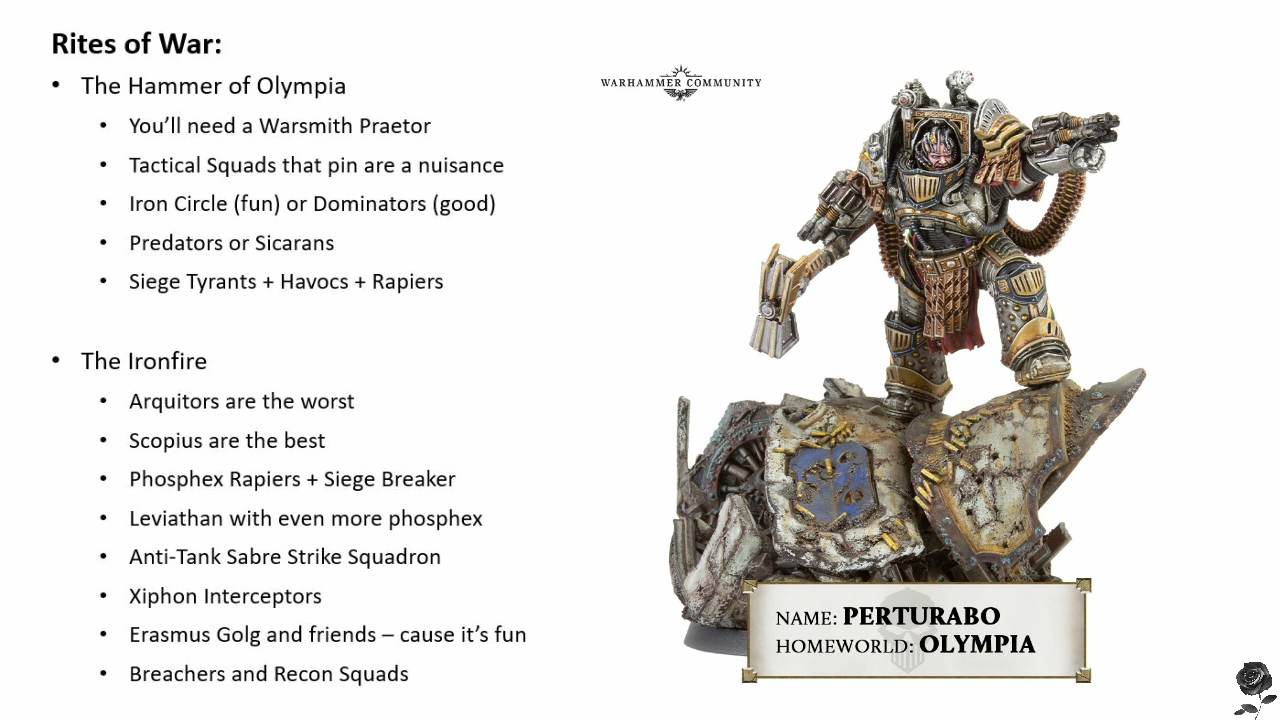 Rites of War:
• The Hammer of Olympia
• You’ll need a Warsmith Praetor
• Tactical Squads that pin are a nuisance
• Iron Circle (fun) or Dominators (good)
• Predators or Sicarans
• Siege Tyrants + Havocs + Rapiers
• The Ironfire
• Arquitors are the worst
• Scopius are the best
• Phosphex Rapiers + Siege Breaker
• Leviathan with even more phosphex
• Anti-Tank Sabre Strike Squadron
• Xiphon Interceptors
• Erasmus Golg and friends – cause it’s fun
• Breachers and Recon Squads
WARHAMMER COMMUNITY
NAME: PERTURABO
HOMEWORLD: OLYMPIA